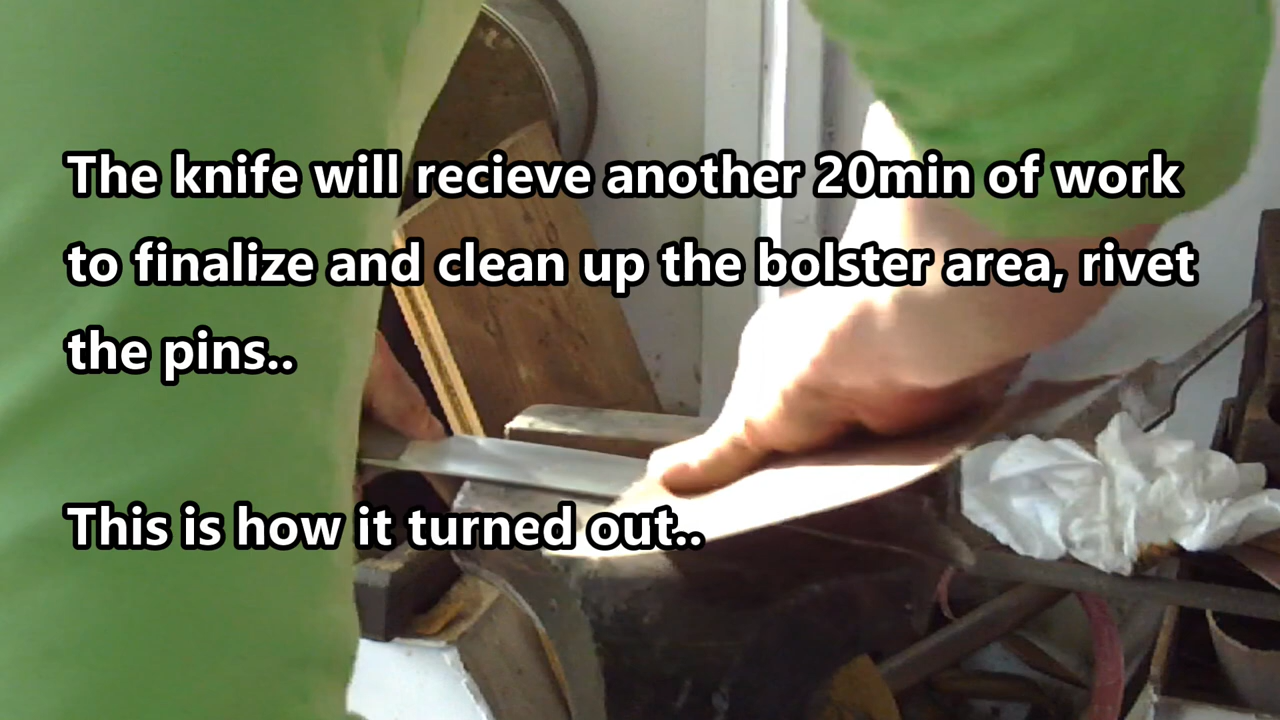 The knife will recieve another 20min of work
to finalize and clean up the bolster area, rivet
the pins..
This is how it turned out..